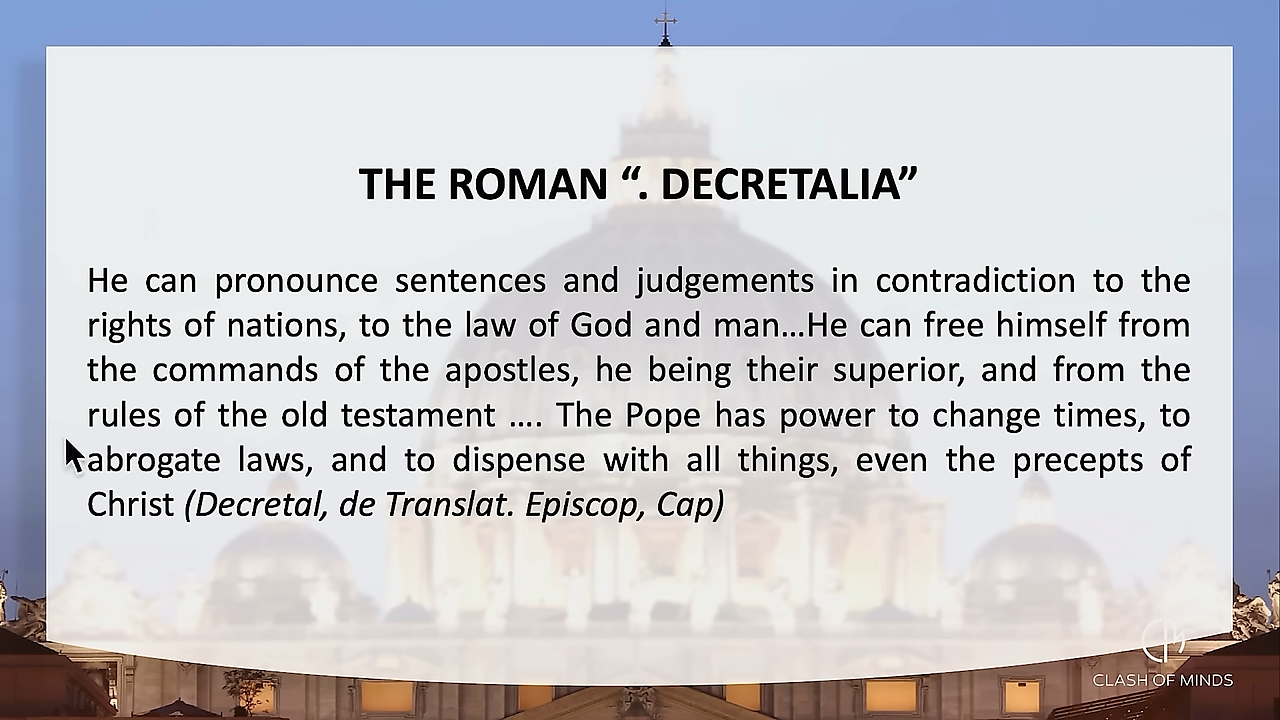 THE ROMAN “. DECRETALIA”
He can pronounce sentences and judgements in contradiction to the
rights of nations, to the law of God and man...He can free himself from
the commands of the apostles, he being their superior, and from the
rules of the old testament .... The Pope has power to change times, to
abrogate laws, and to dispense with all things, even the precepts of
Christ (Decretal, de Translat. Episcop, Cap)
CLASH OF MINDS